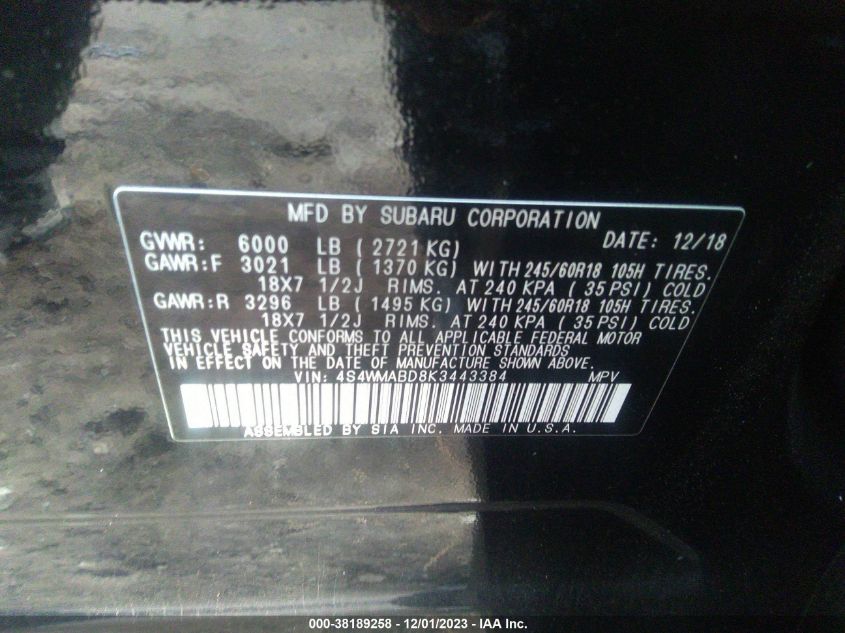 MFD BY SUBARU CORPORATION
GVWR: 6000 LB ( 2721 KG) DATE: 12/18
GAWR:F 3021 LB ( 1370 KG) WITH 245/60R18 105H TIRES.
18X7 1/2J RIMS. AT 240 KPA ( 35 PSI) COLD
GAWR:R 3296 LB ( 1495 KG) WITH 245/60R18 105H TIRES.
18X7 1/2J RIMS. AT 240 KPA ( 35 PSI) COLD
THIS VEHICLE CONFORMS TO ALL APPLICABLE FEDERAL MOTOR
VEHICLE SAFETY AND THEFT PREVENTION STANDARDS
IN EFFECT ON THE DATE OF MANUFACTURE SHOWN ABOVE.
VIN: 4S4WMABD8K3443384 MPV
ASSEMBLED BY SIA INC. MADE IN U.S.A.
000-38189258 - 12/01/2023 - IAA Inc.